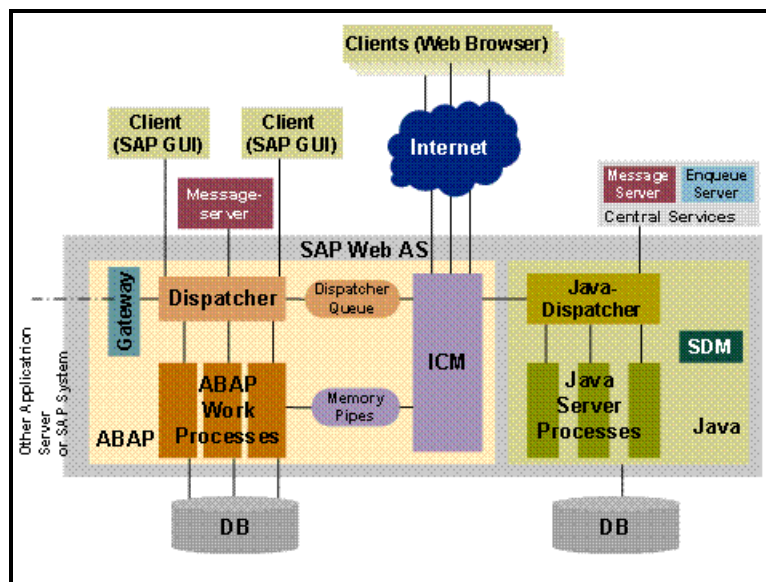 Clients (Web Browser)
Client
(SAP GUI)
Client
(SAP GUI)
Internet
Message-
server
Message
Server
Enqueue
Server
Central Services
SAP Web AS
Gateway
Dispatcher
Dispatcher
Queue
ICM
Java-
Dispatcher
SDM
ABAP
Work
Processes
Memory
Pipes
Java
Server
Processes
ABAP
Java
Other Application
Server
or SAP System
DB
DB